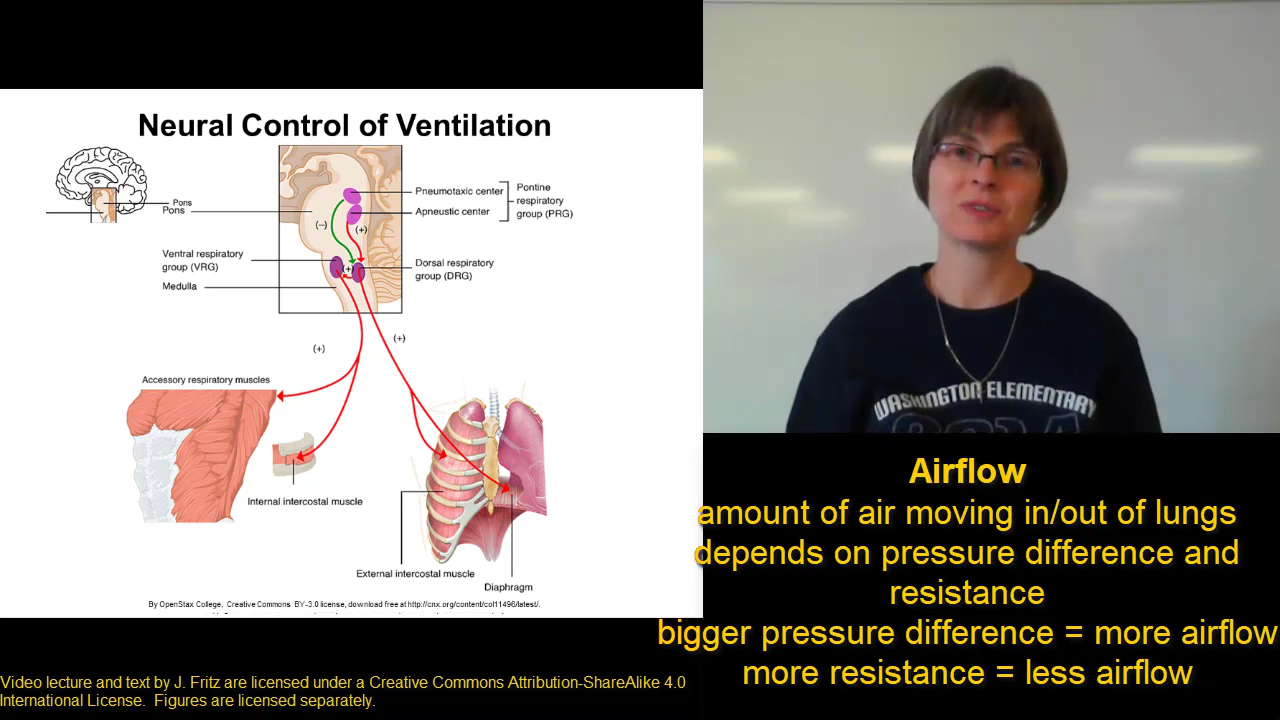 Neural Control of Ventilation
Pons
Pons
Pneumotaxic center
Apneustic center
Pontine
respiratory
group (PRG)
(−)
(+)
Ventral respiratory
group (VRG)
(+)
Dorsal respiratory
group (DRG)
Medulla
(+)
(+)
Accessory respiratory muscles
Internal intercostal muscle
External intercostal muscle
Diaphragm
By OpenStax College, Creative Commons BY-3.0 license, download free at http://cnx.org/content/col11496/latest/.
WASHINGTON ELEMENTARY
Airflow
amount of air moving in/out of lungs
depends on pressure difference and
resistance
bigger pressure difference = more airflow
more resistance = less airflow
Video lecture and text by J. Fritz are licensed under a Creative Commons Attribution-ShareAlike 4.0
International License.  Figures are licensed separately.